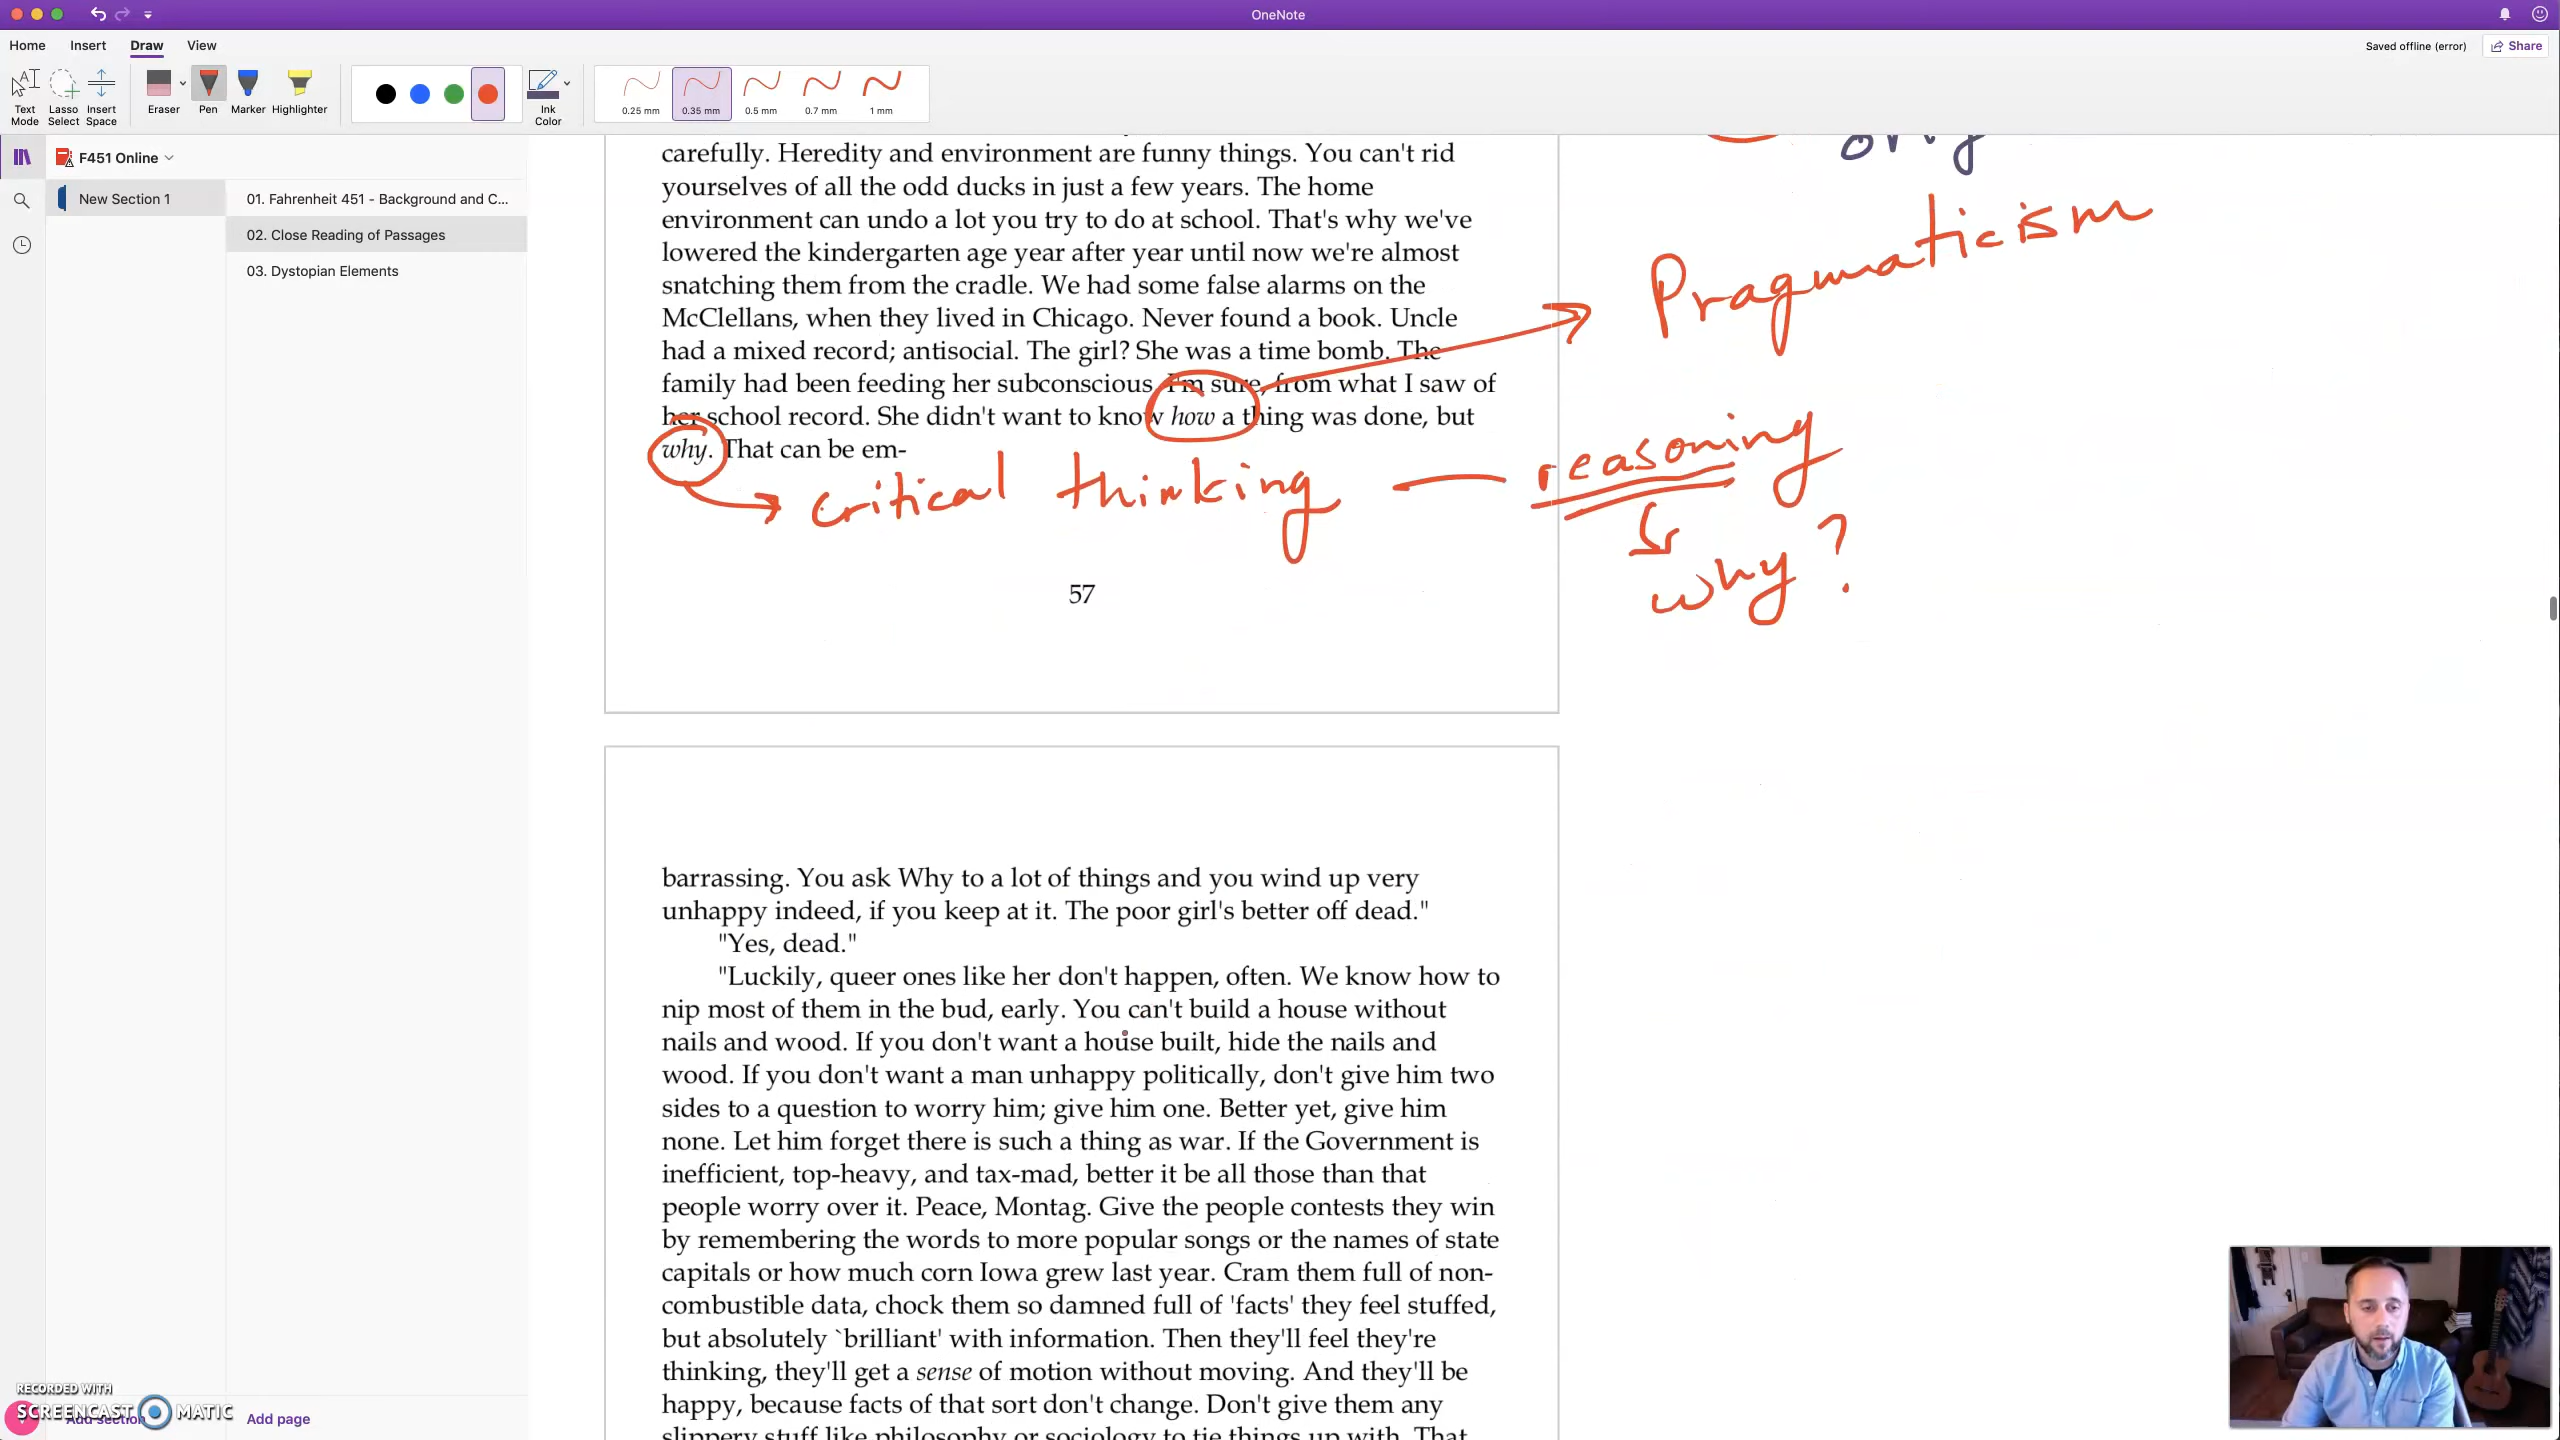 OneNote
Home Insert Draw View
Saved offline (error) Share
Text Mode
Lasso Select
Insert Space
Eraser
Pen
Marker
Highlighter
Ink Color
0.25 mm
0.35 mm
0.5 mm
0.7 mm
1 mm
F451 Online
New Section 1
01. Fahrenheit 451 - Background and C...
02. Close Reading of Passages
03. Dystopian Elements
carefully. Heredity and environment are funny things. You can't rid
yourselves of all the odd ducks in just a few years. The home
environment can undo a lot you try to do at school. That's why we've
lowered the kindergarten age year after year until now we're almost
snatching them from the cradle. We had some false alarms on the
McClellans, when they lived in Chicago. Never found a book. Uncle
had a mixed record; antisocial. The girl? She was a time bomb. The
family had been feeding her subconscious. I'm sure, from what I saw of
her school record. She didn't want to know how a thing was done, but
why. That can be em-
Pragmaticism
critical thinking — reasoning
why?
57
barrassing. You ask Why to a lot of things and you wind up very
unhappy indeed, if you keep at it. The poor girl's better off dead."
"Yes, dead."
"Luckily, queer ones like her don't happen, often. We know how to
nip most of them in the bud, early. You can't build a house without
nails and wood. If you don't want a house built, hide the nails and
wood. If you don't want a man unhappy politically, don't give him two
sides to a question to worry him; give him one. Better yet, give him
none. Let him forget there is such a thing as war. If the Government is
inefficient, top-heavy, and tax-mad, better it be all those than that
people worry over it. Peace, Montag. Give the people contests they win
by remembering the words to more popular songs or the names of state
capitals or how much corn Iowa grew last year. Cram them full of non-
combustible data, chock them so damned full of 'facts' they feel stuffed,
but absolutely `brilliant' with information. Then they'll feel they're
thinking, they'll get a sense of motion without moving. And they'll be
happy, because facts of that sort don't change. Don't give them any
slippery stuff like philosophy or sociology to tie things up with. That
RECORDED WITH
SCREENCAST MATIC
Add section
Add page